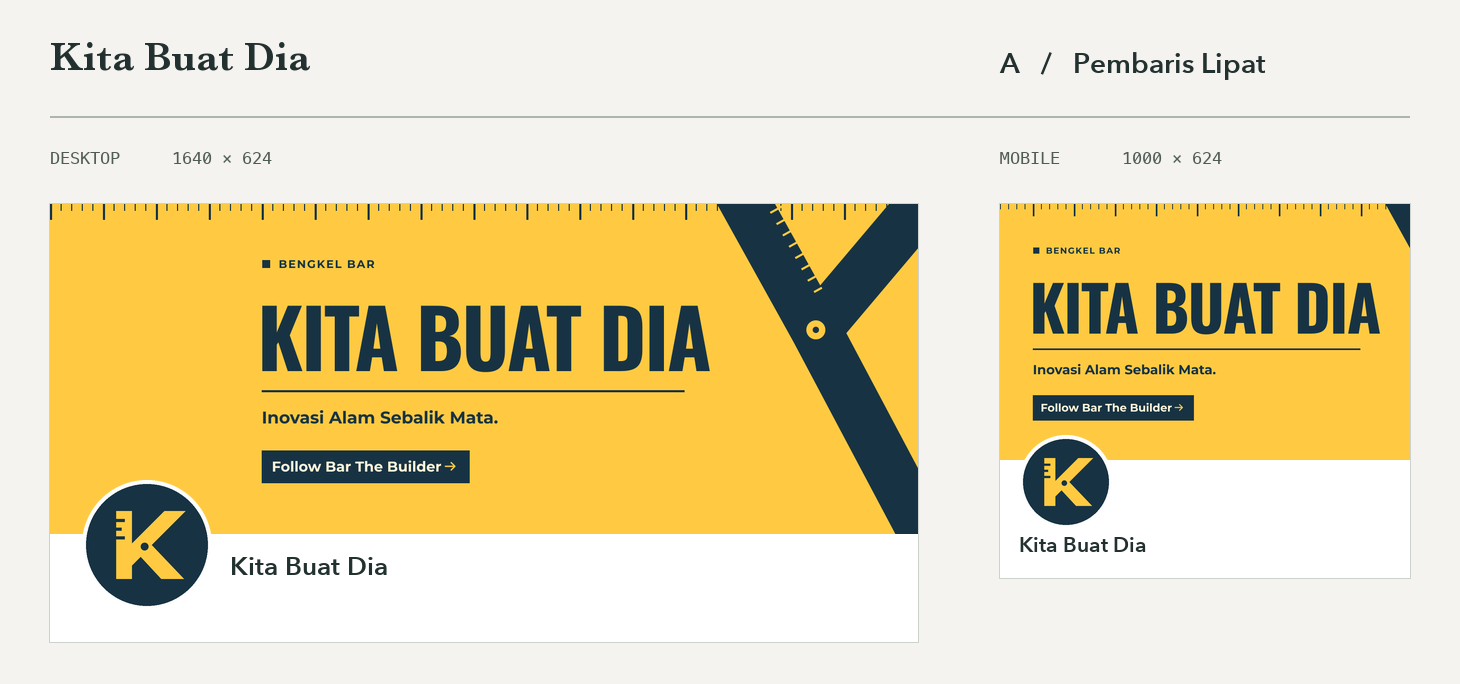 Kita Buat Dia
A / Pembaris Lipat
DESKTOP 1640 × 624
MOBILE 1000 × 624
BENGKEL BAR
KITA BUAT DIA
Inovasi Alam Sebalik Mata.
Follow Bar The Builder→
K
Kita Buat Dia
BENGKEL BAR
KITA BUAT DIA
Inovasi Alam Sebalik Mata.
Follow Bar The Builder→
K
Kita Buat Dia